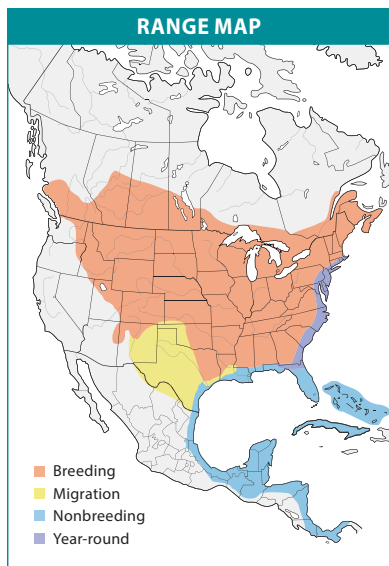 RANGE MAP
Breeding
Migration
Nonbreeding
Year-round